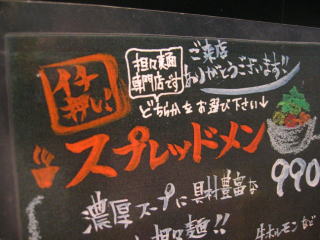 イチ
押し!
担々麺
専門店です
ご来店
ありがとうございます!!
どちらかをお選び下さい↓
スプレッドメン
990
濃厚スープに具料豊富な
担々麺!!
牛ホルモンなど